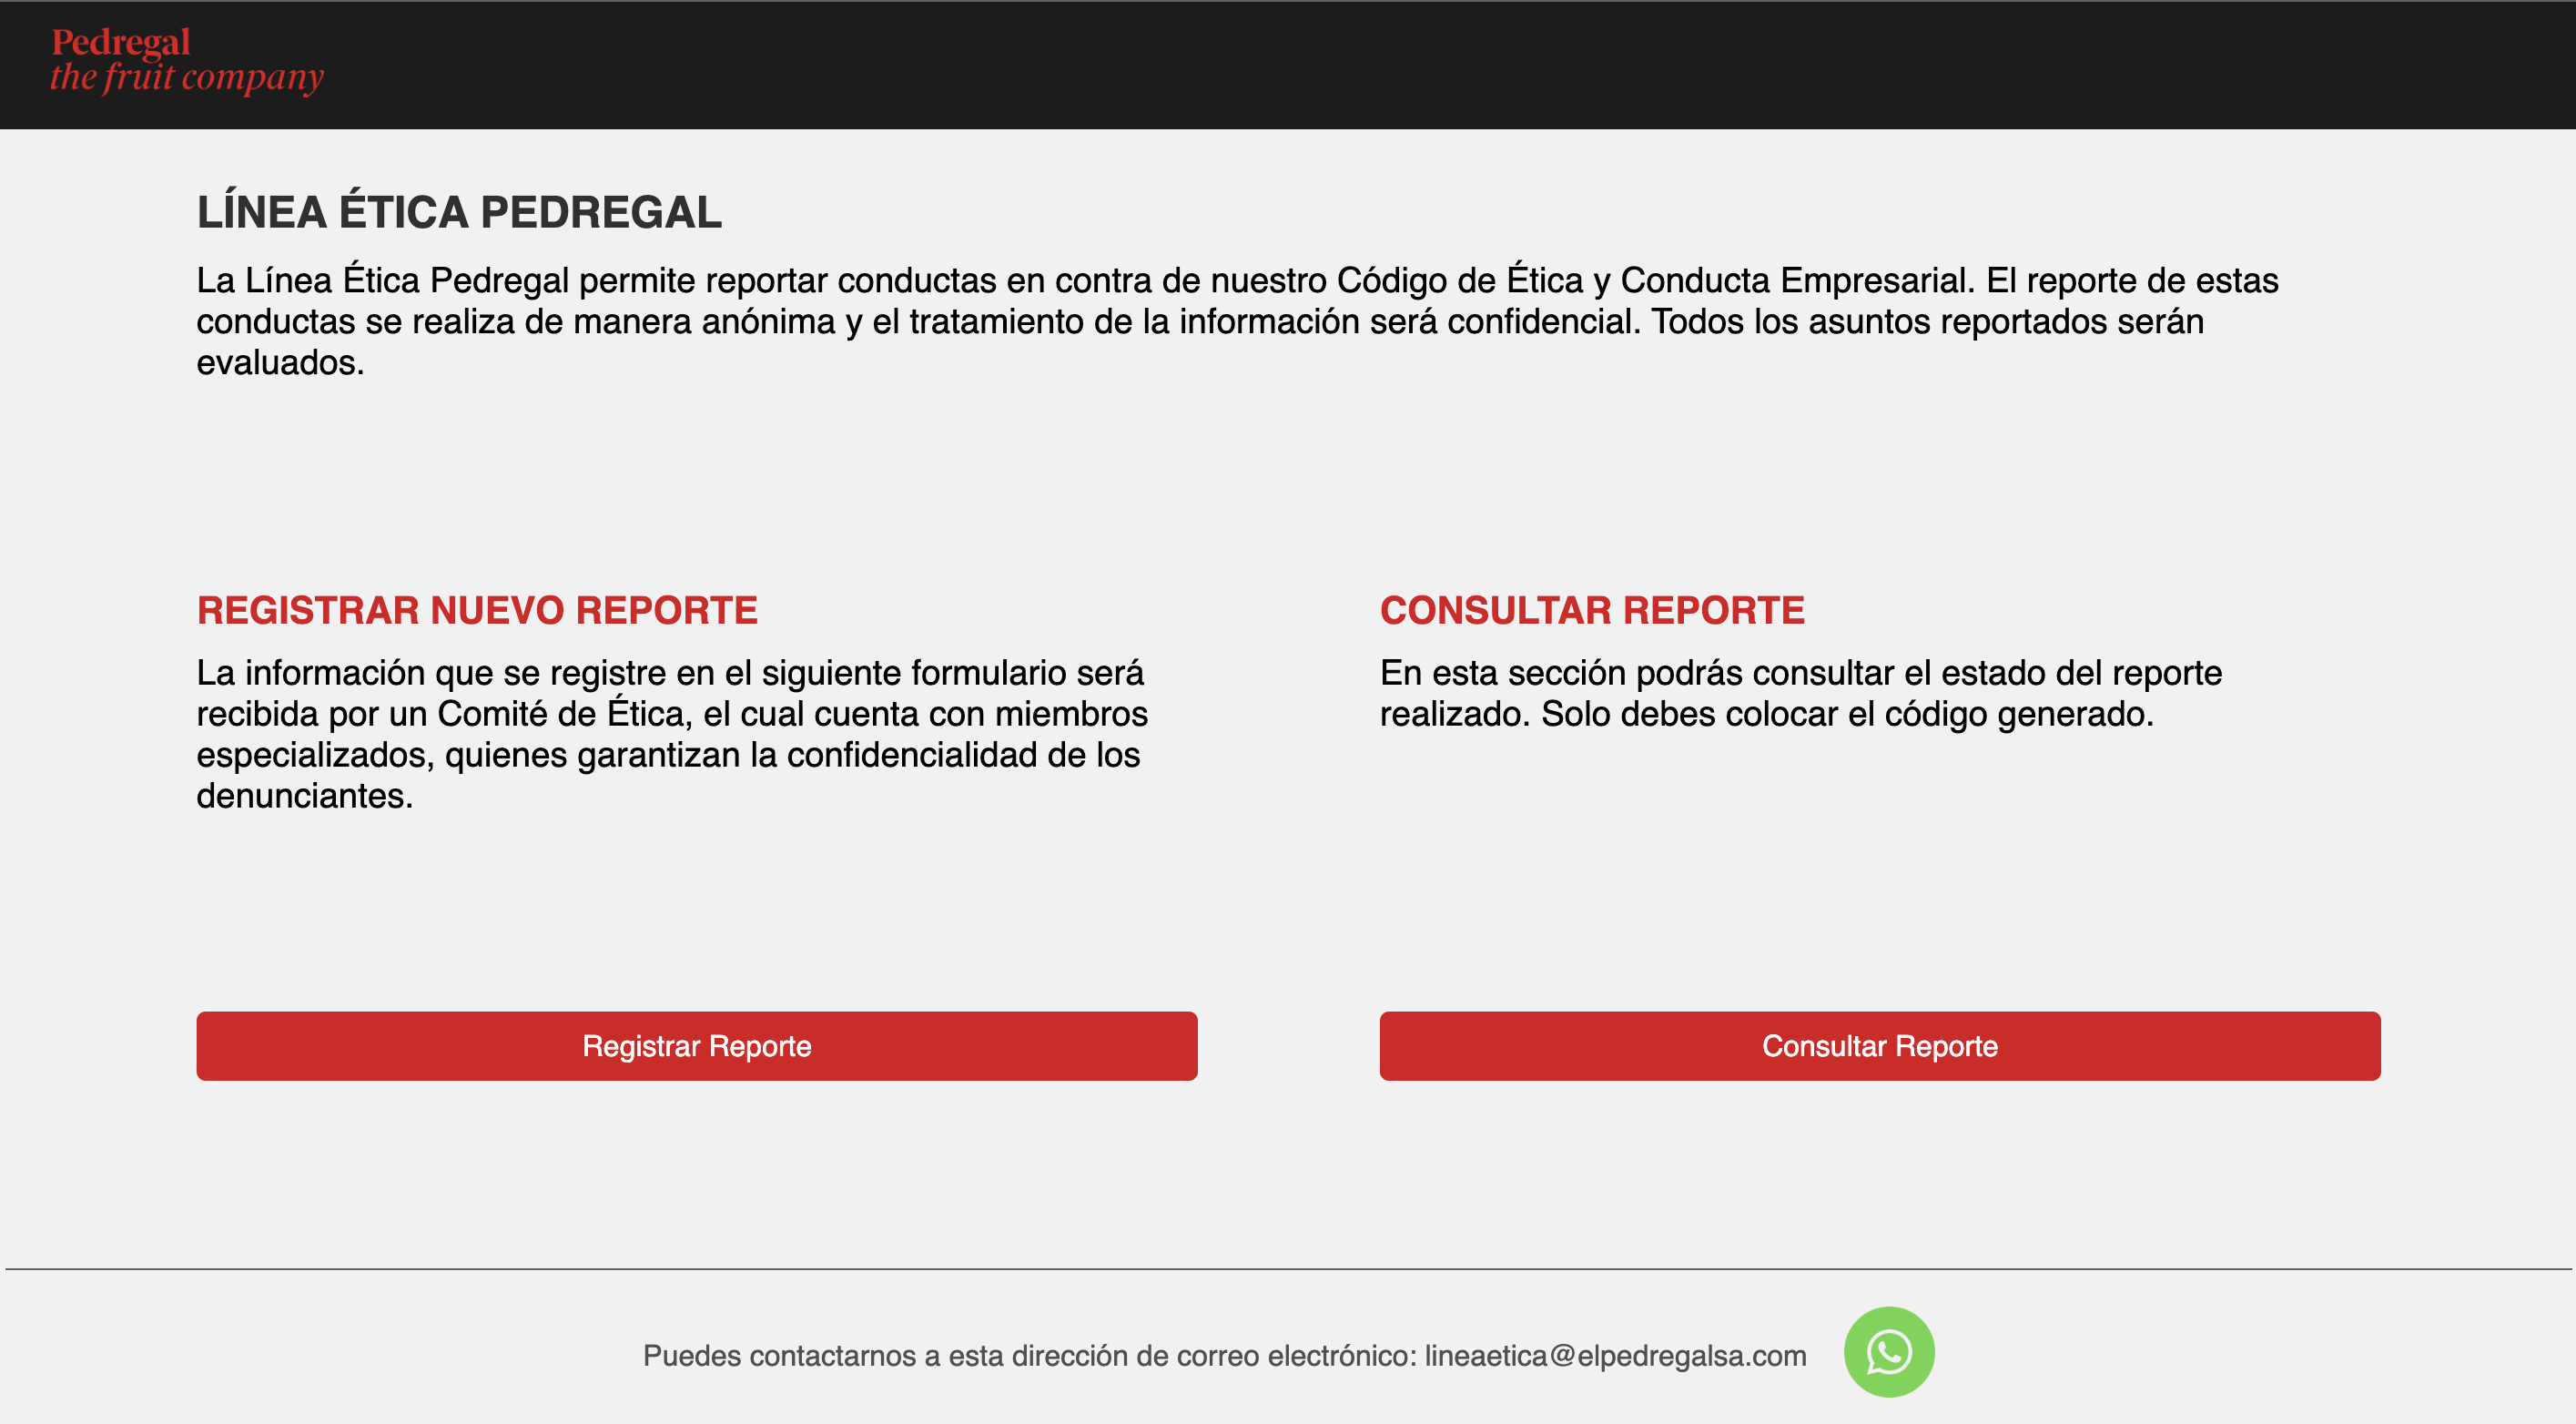 Pedregal
the fruit company
LÍNEA ÉTICA PEDREGAL
La Línea Ética Pedregal permite reportar conductas en contra de nuestro Código de Ética y Conducta Empresarial. El reporte de estas
conductas se realiza de manera anónima y el tratamiento de la información será confidencial. Todos los asuntos reportados serán
evaluados.
REGISTRAR NUEVO REPORTE
La información que se registre en el siguiente formulario será
recibida por un Comité de Ética, el cual cuenta con miembros
especializados, quienes garantizan la confidencialidad de los
denunciantes.
Registrar Reporte
CONSULTAR REPORTE
En esta sección podrás consultar el estado del reporte
realizado. Solo debes colocar el código generado.
Consultar Reporte
Puedes contactarnos a esta dirección de correo electrónico: lineaetica@elpedregalsa.com